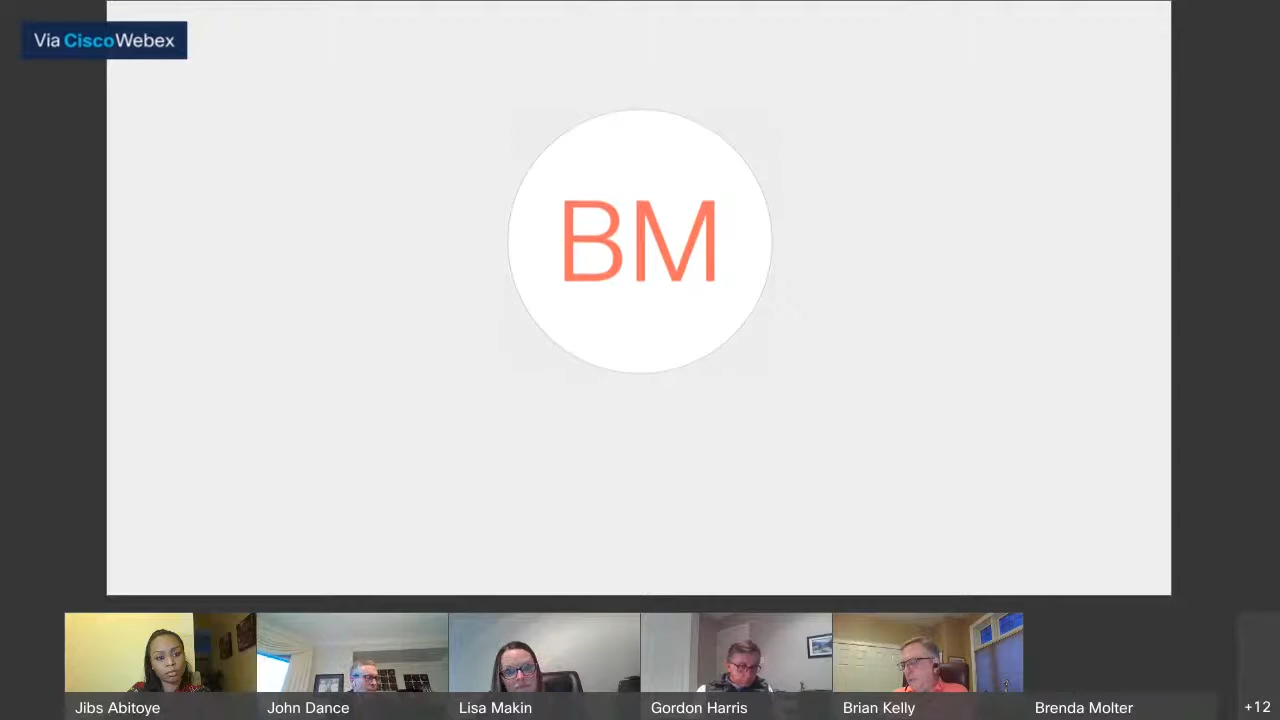 Via CiscoWebex
BM
Jibs Abitoye
John Dance
Lisa Makin
Gordon Harris
Brian Kelly
Brenda Molter
+12